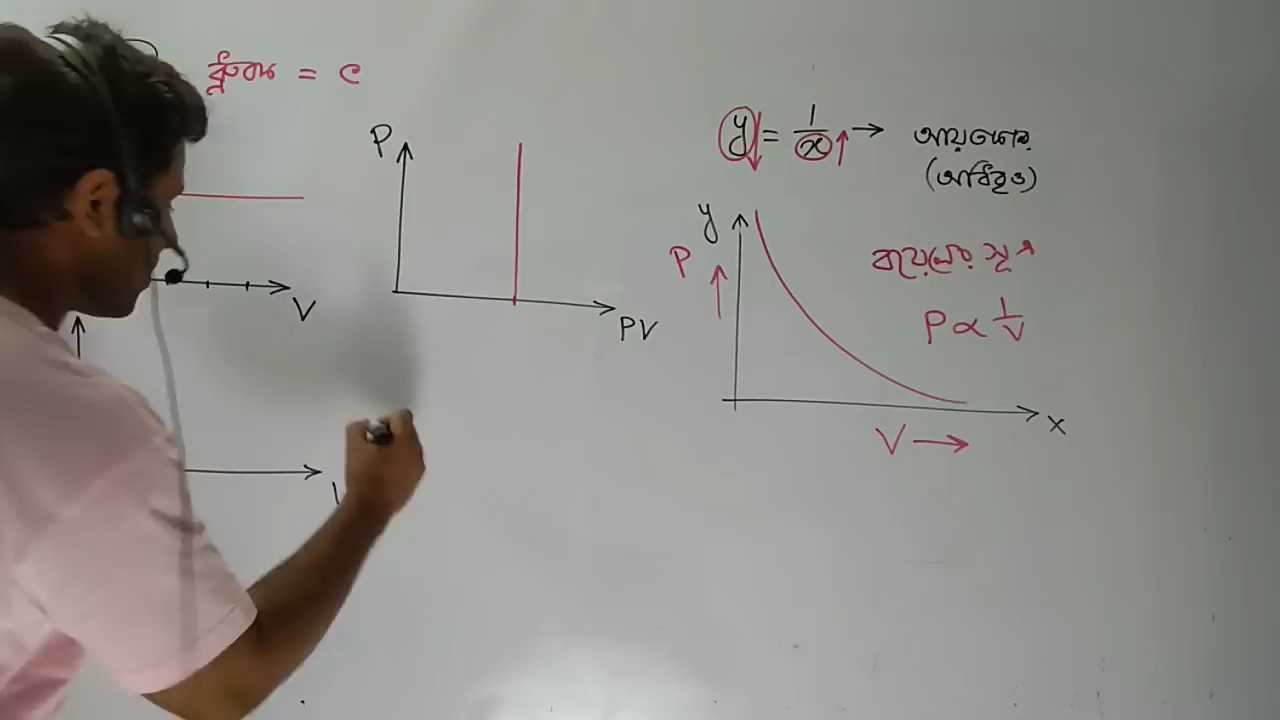 ধ্রুবক = c
V
P
PV
y = 1/x → আয়তাকার
(অধিবৃত্ত)
y
P
বয়েলের সূত্র
P ∝ 1/V
x
V →